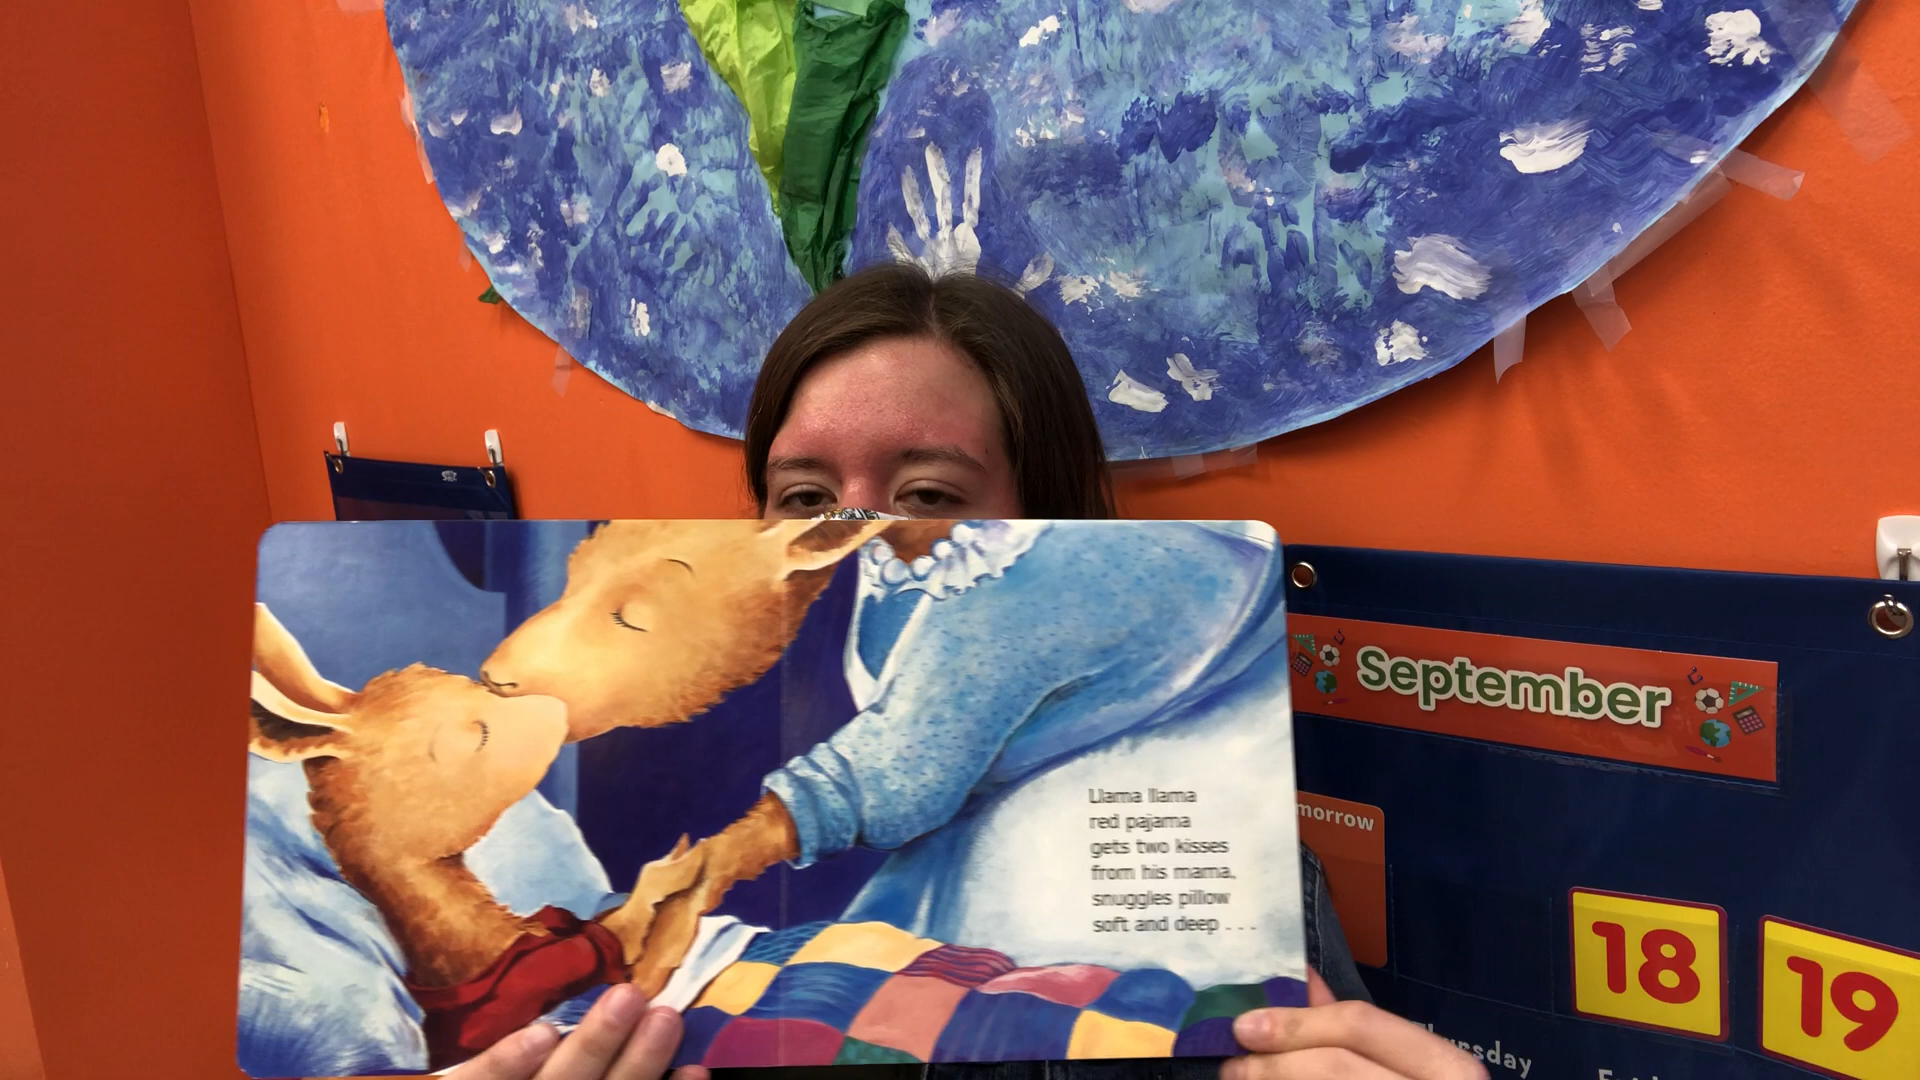 September
morrow
18
19
Llama llama
red pajama
gets two kisses
from his mama,
snuggles pillow
soft and deep . . .